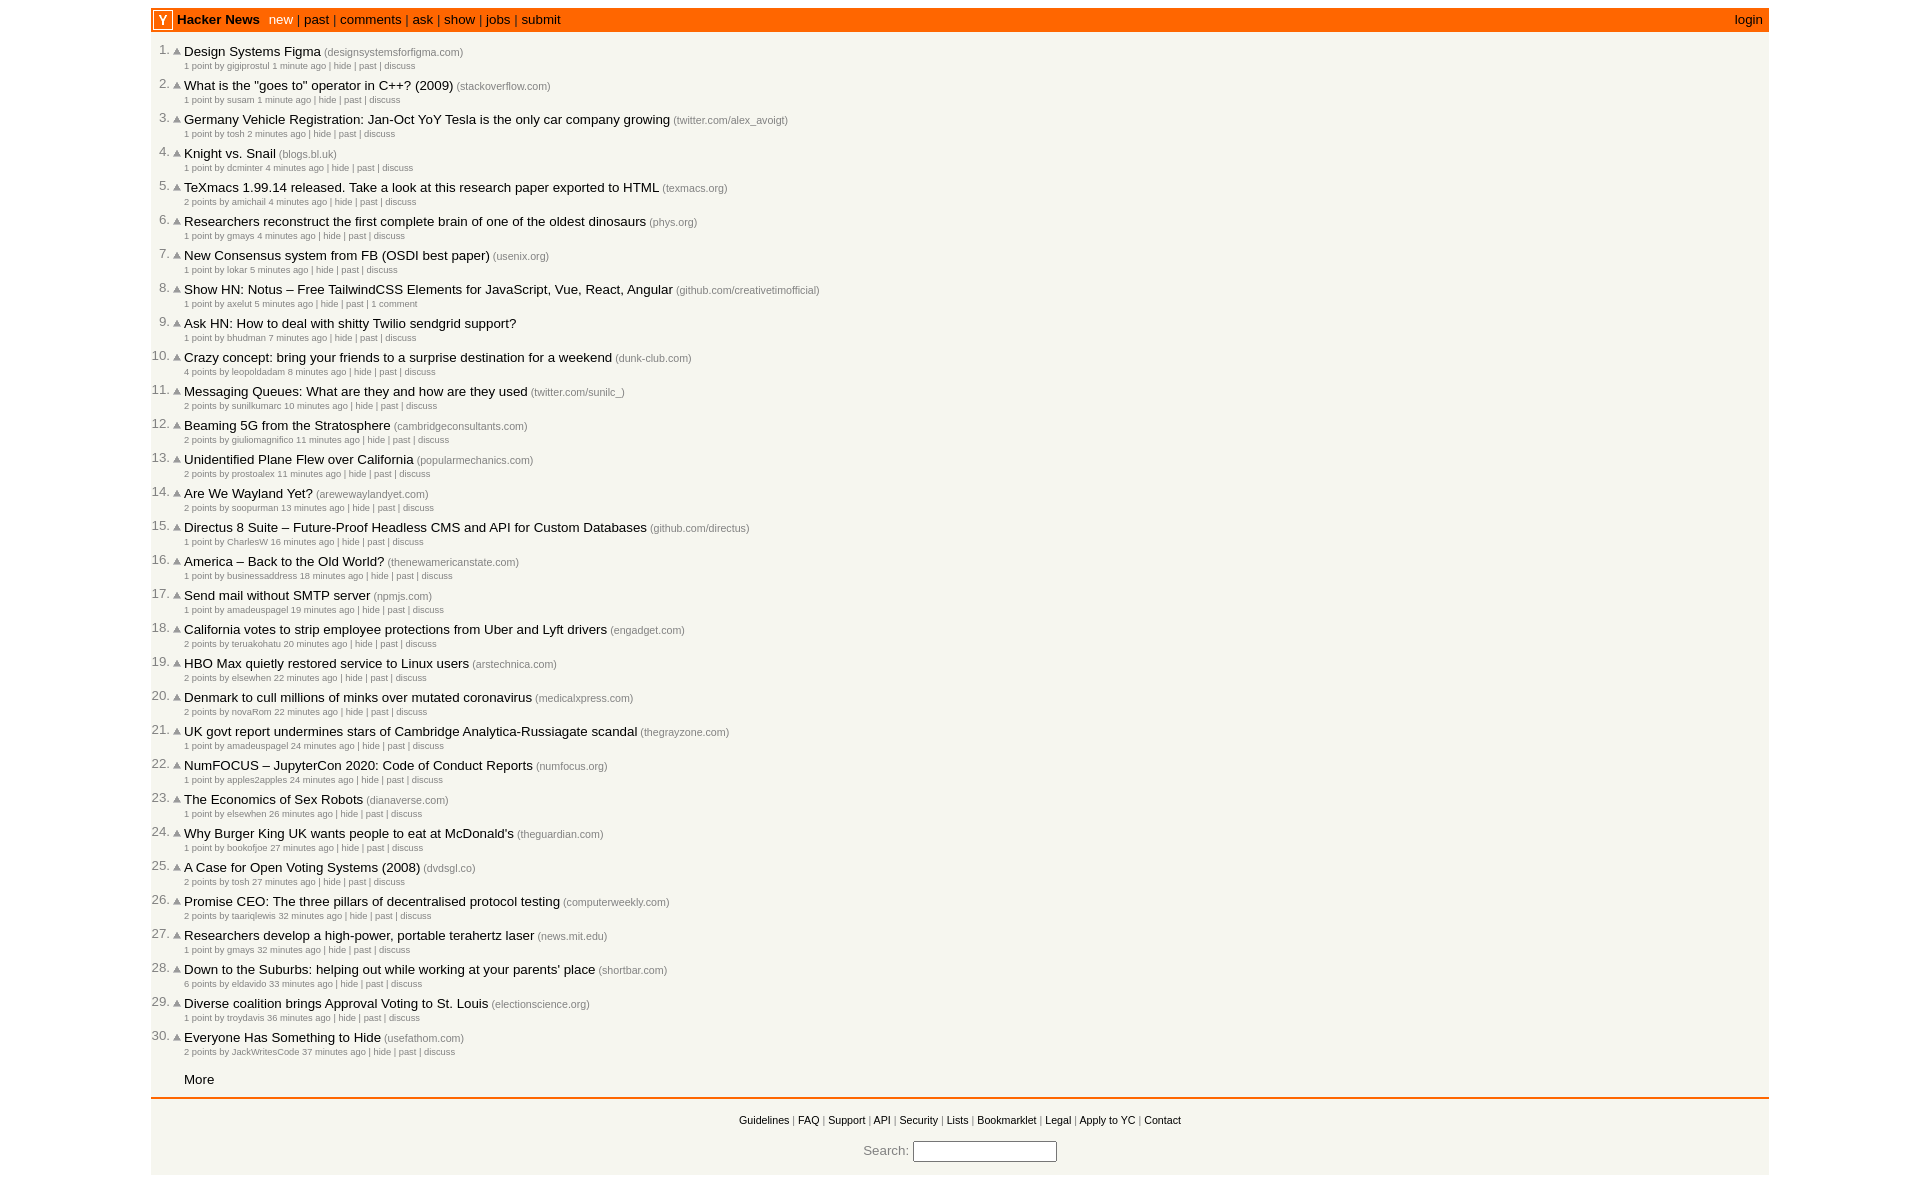 Y Hacker News new | past | comments | ask | show | jobs | submit login
1. Design Systems Figma (designsystemsforfigma.com)
1 point by gigiprostul 1 minute ago | hide | past | discuss
2. What is the "goes to" operator in C++? (2009) (stackoverflow.com)
1 point by susam 1 minute ago | hide | past | discuss
3. Germany Vehicle Registration: Jan-Oct YoY Tesla is the only car company growing (twitter.com/alex_avoigt)
1 point by tosh 2 minutes ago | hide | past | discuss
4. Knight vs. Snail (blogs.bl.uk)
1 point by dcminter 4 minutes ago | hide | past | discuss
5. TeXmacs 1.99.14 released. Take a look at this research paper exported to HTML (texmacs.org)
2 points by amichail 4 minutes ago | hide | past | discuss
6. Researchers reconstruct the first complete brain of one of the oldest dinosaurs (phys.org)
1 point by gmays 4 minutes ago | hide | past | discuss
7. New Consensus system from FB (OSDI best paper) (usenix.org)
1 point by lokar 5 minutes ago | hide | past | discuss
8. Show HN: Notus – Free TailwindCSS Elements for JavaScript, Vue, React, Angular (github.com/creativetimofficial)
1 point by axelut 5 minutes ago | hide | past | 1 comment
9. Ask HN: How to deal with shitty Twilio sendgrid support?
1 point by bhudman 7 minutes ago | hide | past | discuss
10. Crazy concept: bring your friends to a surprise destination for a weekend (dunk-club.com)
4 points by leopoldadam 8 minutes ago | hide | past | discuss
11. Messaging Queues: What are they and how are they used (twitter.com/sunilc_)
2 points by sunilkumarc 10 minutes ago | hide | past | discuss
12. Beaming 5G from the Stratosphere (cambridgeconsultants.com)
2 points by giuliomagnifico 11 minutes ago | hide | past | discuss
13. Unidentified Plane Flew over California (popularmechanics.com)
2 points by prostoalex 11 minutes ago | hide | past | discuss
14. Are We Wayland Yet? (arewewaylandyet.com)
2 points by soopurman 13 minutes ago | hide | past | discuss
15. Directus 8 Suite – Future-Proof Headless CMS and API for Custom Databases (github.com/directus)
1 point by CharlesW 16 minutes ago | hide | past | discuss
16. America – Back to the Old World? (thenewamericanstate.com)
1 point by businessaddress 18 minutes ago | hide | past | discuss
17. Send mail without SMTP server (npmjs.com)
1 point by amadeuspagel 19 minutes ago | hide | past | discuss
18. California votes to strip employee protections from Uber and Lyft drivers (engadget.com)
2 points by teruakohatu 20 minutes ago | hide | past | discuss
19. HBO Max quietly restored service to Linux users (arstechnica.com)
2 points by elsewhen 22 minutes ago | hide | past | discuss
20. Denmark to cull millions of minks over mutated coronavirus (medicalxpress.com)
2 points by novaRom 22 minutes ago | hide | past | discuss
21. UK govt report undermines stars of Cambridge Analytica-Russiagate scandal (thegrayzone.com)
1 point by amadeuspagel 24 minutes ago | hide | past | discuss
22. NumFOCUS – JupyterCon 2020: Code of Conduct Reports (numfocus.org)
1 point by apples2apples 24 minutes ago | hide | past | discuss
23. The Economics of Sex Robots (dianaverse.com)
1 point by elsewhen 26 minutes ago | hide | past | discuss
24. Why Burger King UK wants people to eat at McDonald's (theguardian.com)
1 point by bookofjoe 27 minutes ago | hide | past | discuss
25. A Case for Open Voting Systems (2008) (dvdsgl.co)
2 points by tosh 27 minutes ago | hide | past | discuss
26. Promise CEO: The three pillars of decentralised protocol testing (computerweekly.com)
2 points by taariqlewis 32 minutes ago | hide | past | discuss
27. Researchers develop a high-power, portable terahertz laser (news.mit.edu)
1 point by gmays 32 minutes ago | hide | past | discuss
28. Down to the Suburbs: helping out while working at your parents' place (shortbar.com)
6 points by eldavido 33 minutes ago | hide | past | discuss
29. Diverse coalition brings Approval Voting to St. Louis (electionscience.org)
1 point by troydavis 36 minutes ago | hide | past | discuss
30. Everyone Has Something to Hide (usefathom.com)
2 points by JackWritesCode 37 minutes ago | hide | past | discuss
More
Guidelines | FAQ | Support | API | Security | Lists | Bookmarklet | Legal | Apply to YC | Contact
Search: